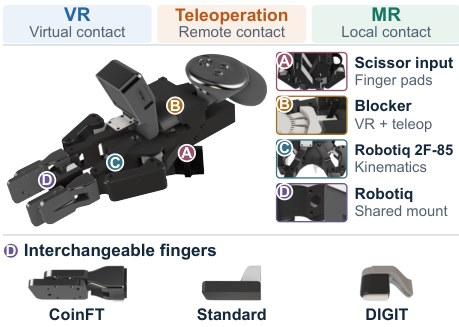 VR
Virtual contact
Teleoperation
Remote contact
MR
Local contact
A
Scissor input
Finger pads
B
Blocker
VR + teleop
C
Robotiq 2F-85
Kinematics
D
Robotiq
Shared mount
B
A
C
D
D Interchangeable fingers
CoinFT
Standard
DIGIT